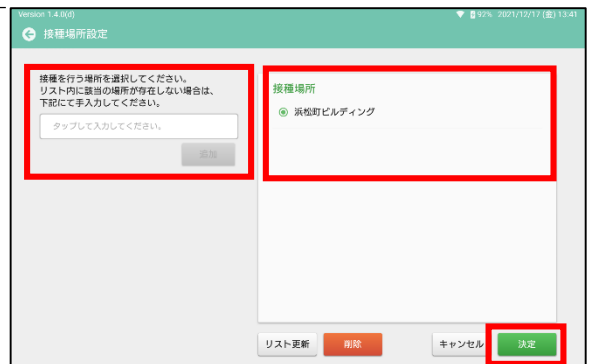 Version 1.4.0(d) 92% 2021/12/17 (金) 13:41
接種場所設定
接種を行う場所を選択してください。
リスト内に該当の場所が存在しない場合は、
下記にて手入力してください。
タップして入力してください。
追加
接種場所
浜松町ビルディング
リスト更新 削除 キャンセル 決定